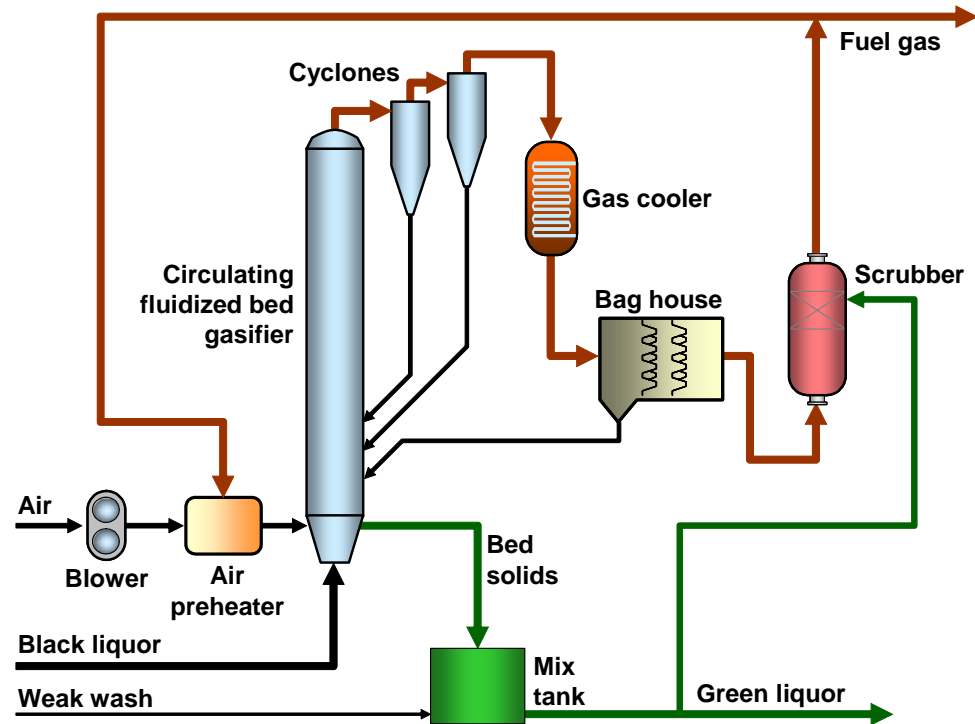 Fuel gas
Cyclones
Gas cooler
Circulating
fluidized bed
gasifier
Scrubber
Bag house
Air
Blower
Air
preheater
Bed
solids
Black liquor
Weak wash
Mix
tank
Green liquor